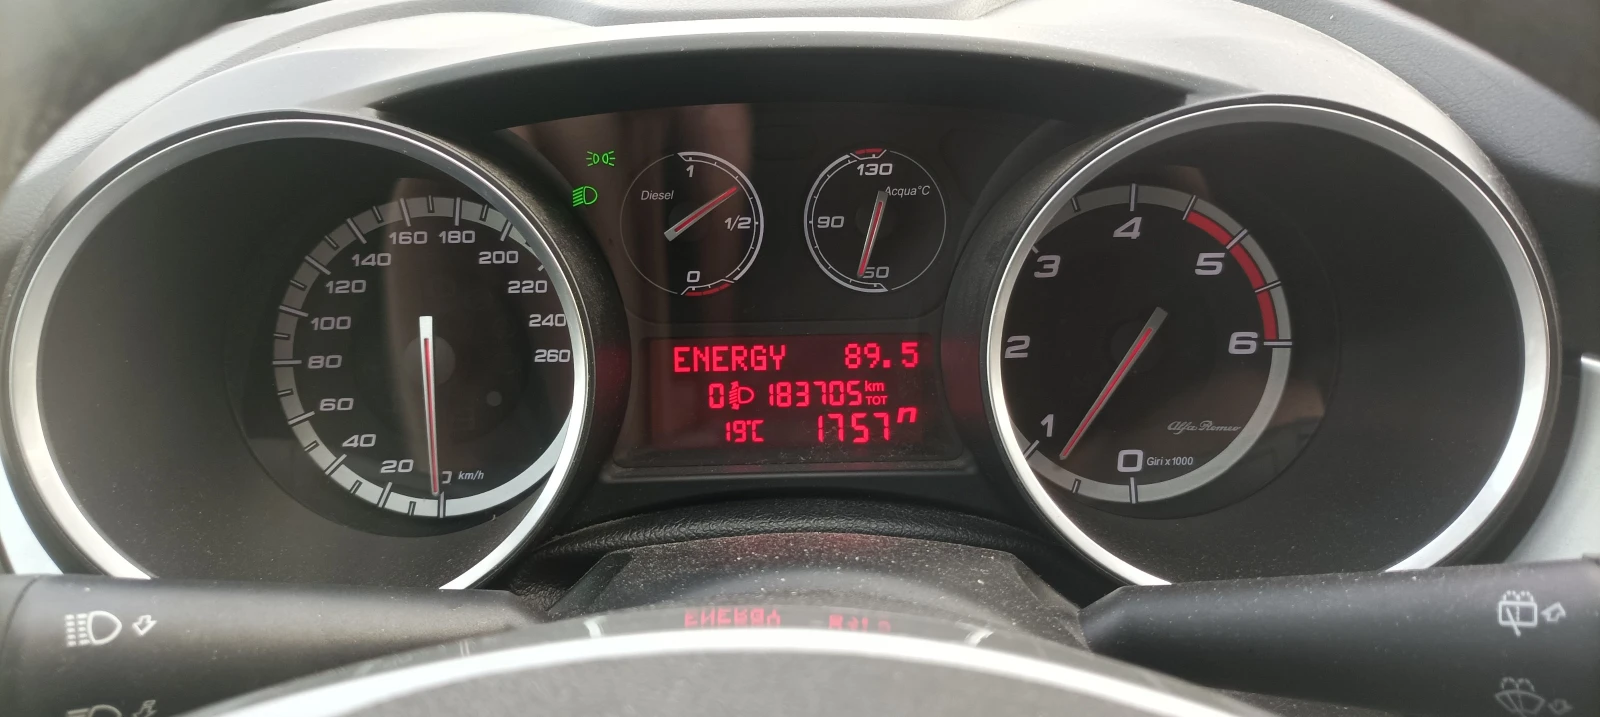 160 180
140 200
120 220
100 240
80 260
60
40
20
0 km/h
Diesel
1
1/2
0
130
Acqua°C
90
50
ENERGY 89.5
0 183705 km TOT
19°C 1757
4
3 5
2 6
1
Alfa Romeo
0 Giri x1000